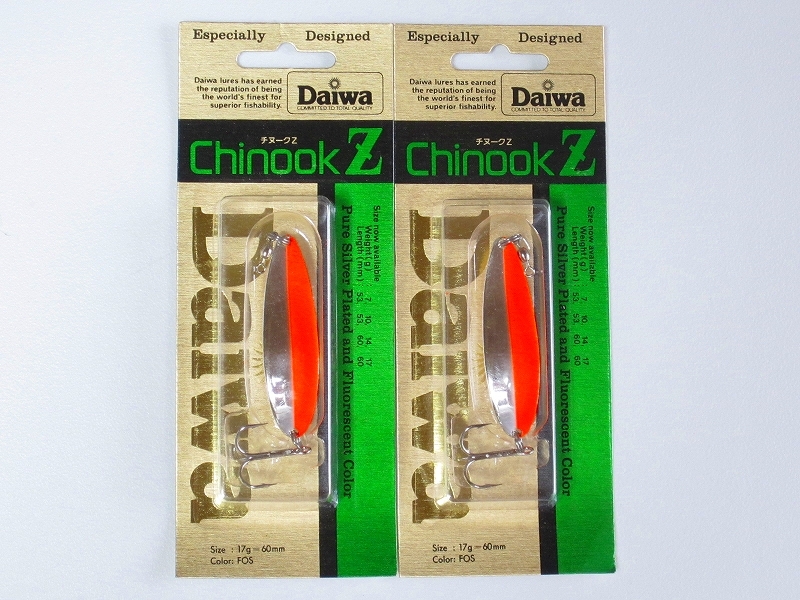 Especially Designed
Daiwa lures has earned
the reputation of being
the world's finest for
superior fishability.
Daiwa
COMMITTED TO TOTAL QUALITY
チヌークZ
Chinook Z
Daiwa
Size now available
Weight(g) 7, 10, 14, 17
Length(mm) 53, 53, 60, 60
Pure Silver Plated and Fluorescent Color
Size : 17g-60mm
Color: FOS
Especially Designed
Daiwa lures has earned
the reputation of being
the world's finest for
superior fishability.
Daiwa
COMMITTED TO TOTAL QUALITY
チヌークZ
Chinook Z
Daiwa
Size now available
Weight(g) 7, 10, 14, 17
Length(mm) 53, 53, 60, 60
Pure Silver Plated and Fluorescent Color
Size : 17g-60mm
Color: FOS